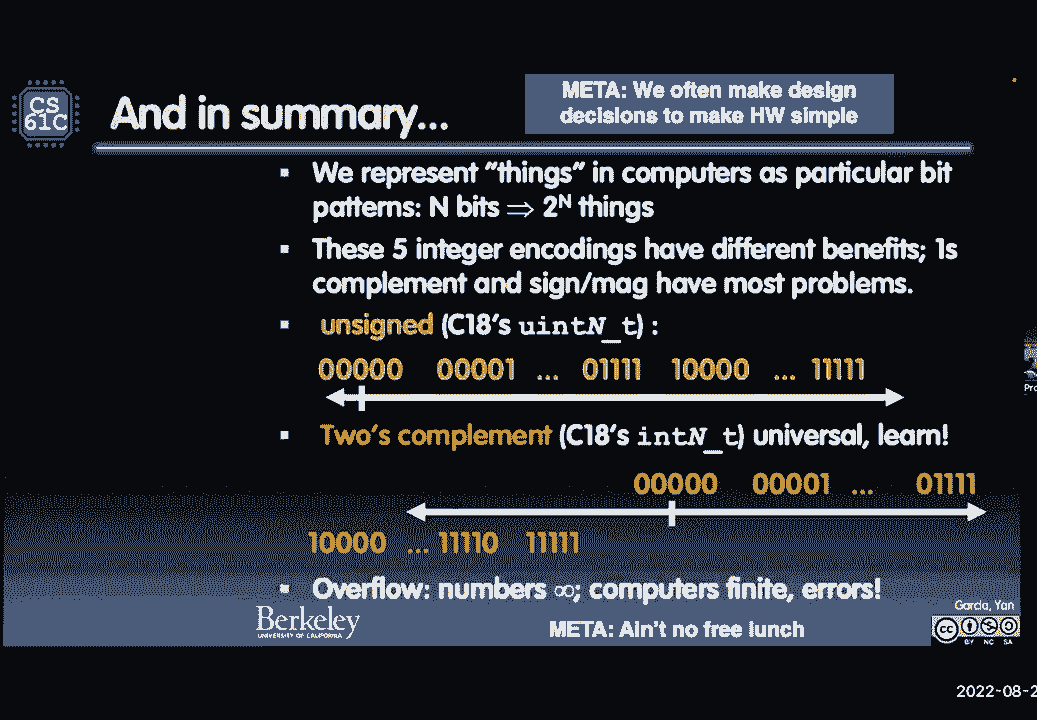 CS
61C
And in summary...
META: We often make design
decisions to make HW simple
▪ We represent "things" in computers as particular bit
patterns: N bits ⇒ 2ᴺ things
▪ These 5 integer encodings have different benefits; 1s
complement and sign/mag have most problems.
▪ unsigned (C18's uintN_t) :
00000 00001 ... 01111 10000 ... 11111
▪ Two's complement (C18's intN_t) universal, learn!
00000 00001 ... 01111
10000 ... 11110 11111
▪ Overflow: numbers ∞; computers finite, errors!
Berkeley
UNIVERSITY OF CALIFORNIA
META: Ain't no free lunch
Garcia, Yan
cc
BY NC SA
2022-08-2